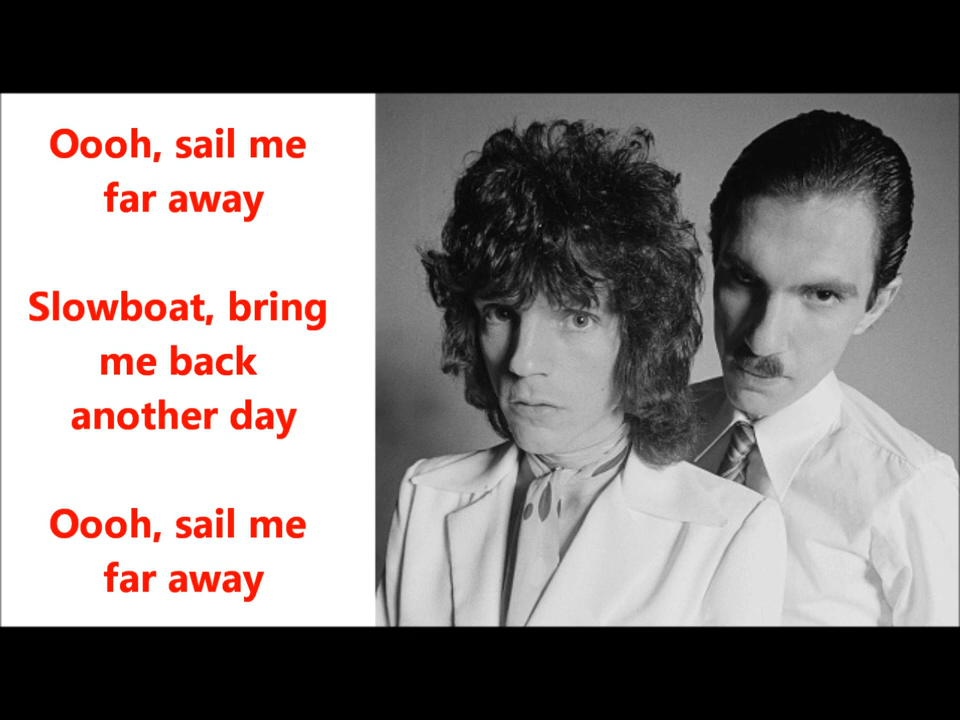 Oooh, sail me
far away
Slowboat, bring
me back
another day
Oooh, sail me
far away